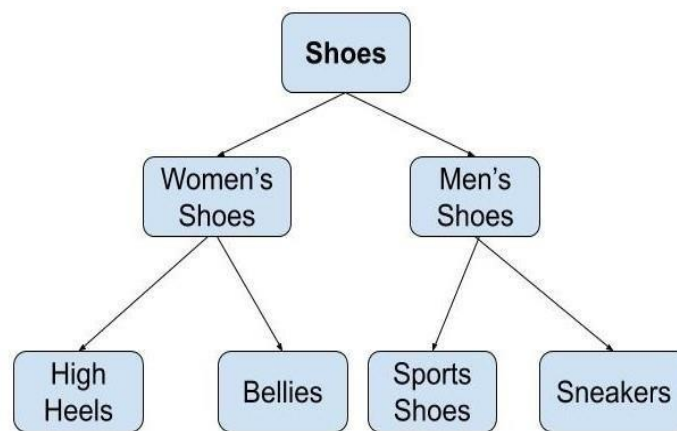 Shoes
Women's
Shoes
Men's
Shoes
High
Heels
Bellies
Sports
Shoes
Sneakers